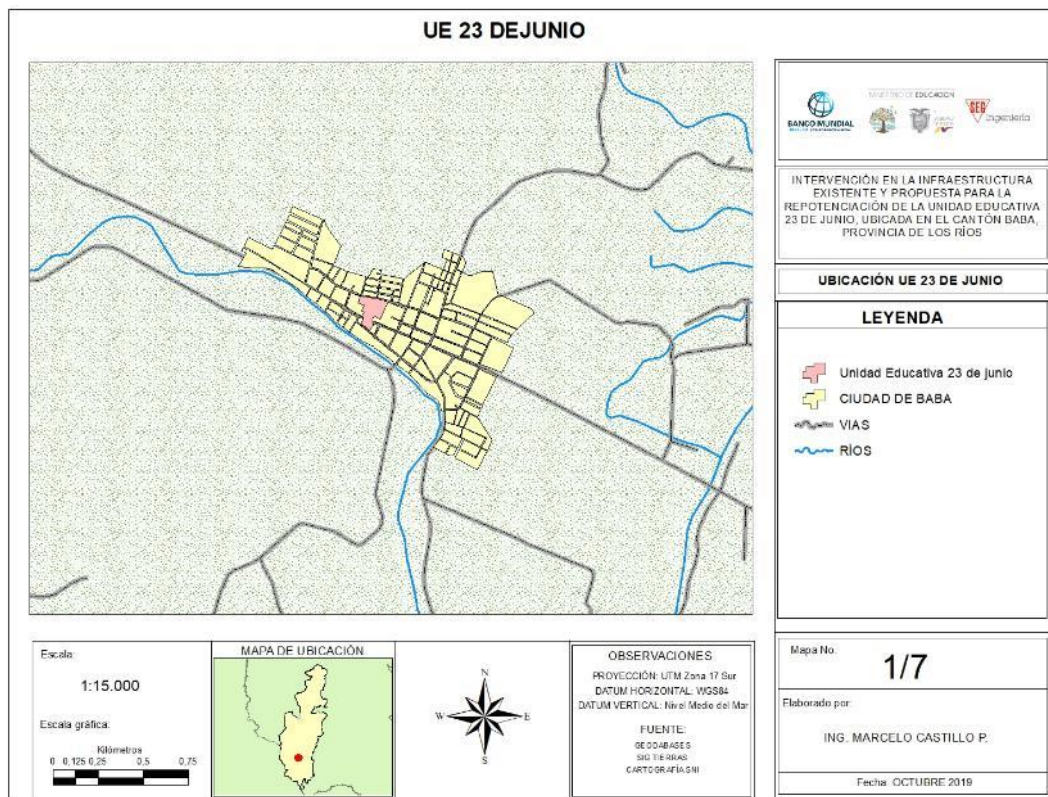 UE 23 DEJUNIO
BANCO MUNDIAL
MINISTERIO DE EDUCACIÓN
SEG
Ingeniería
INTERVENCIÓN EN LA INFRAESTRUCTURA
EXISTENTE Y PROPUESTA PARA LA
REPOTENCIACIÓN DE LA UNIDAD EDUCATIVA
23 DE JUNIO, UBICADA EN EL CANTÓN BABA,
PROVINCIA DE LOS RÍOS
UBICACIÓN UE 23 DE JUNIO
LEYENDA
Unidad Educativa 23 de junio
CIUDAD DE BABA
VIAS
RÍOS
Escala:
1:15.000
Escala gráfica:
Kilómetros
0 0,125 0,25 0,5 0,75
MAPA DE UBICACIÓN
N
W E
S
OBSERVACIONES
PROYECCIÓN: UTM Zona 17 Sur
DATUM HORIZONTAL: WGS84
DATUM VERTICAL: Nivel Medio del Mar
FUENTE:
GEODABASES
SIGTIERRAS
CARTOGRAFÍA SNI
Mapa No.
1/7
Elaborado por:
ING. MARCELO CASTILLO P.
Fecha: OCTUBRE 2019